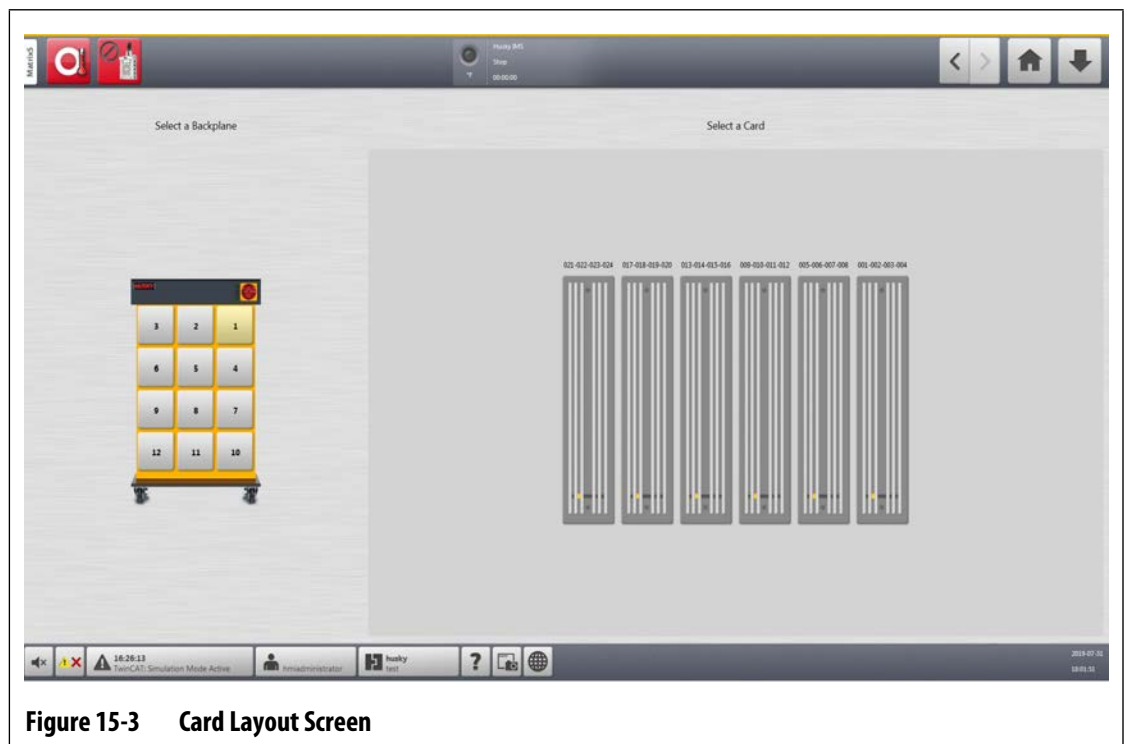 Matrix5
Husky IMS
Stop
00:00:00
Select a Backplane
Select a Card
021-022-023-024 017-018-019-020 013-014-015-016 009-010-011-012 005-006-007-008 001-002-003-004
HUSKY
3 2 1
6 5 4
9 8 7
12 11 10
16:26:13
TwinCAT: Simulation Mode Active
hmiadministrator
husky
test
?
2019-07-31
Figure 15-3 Card Layout Screen